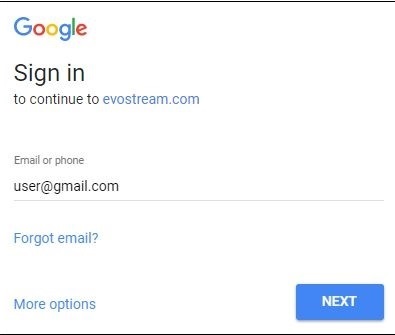 Google
Sign in
to continue to evostream.com
Email or phone
user@gmail.com
Forgot email?
More options
NEXT